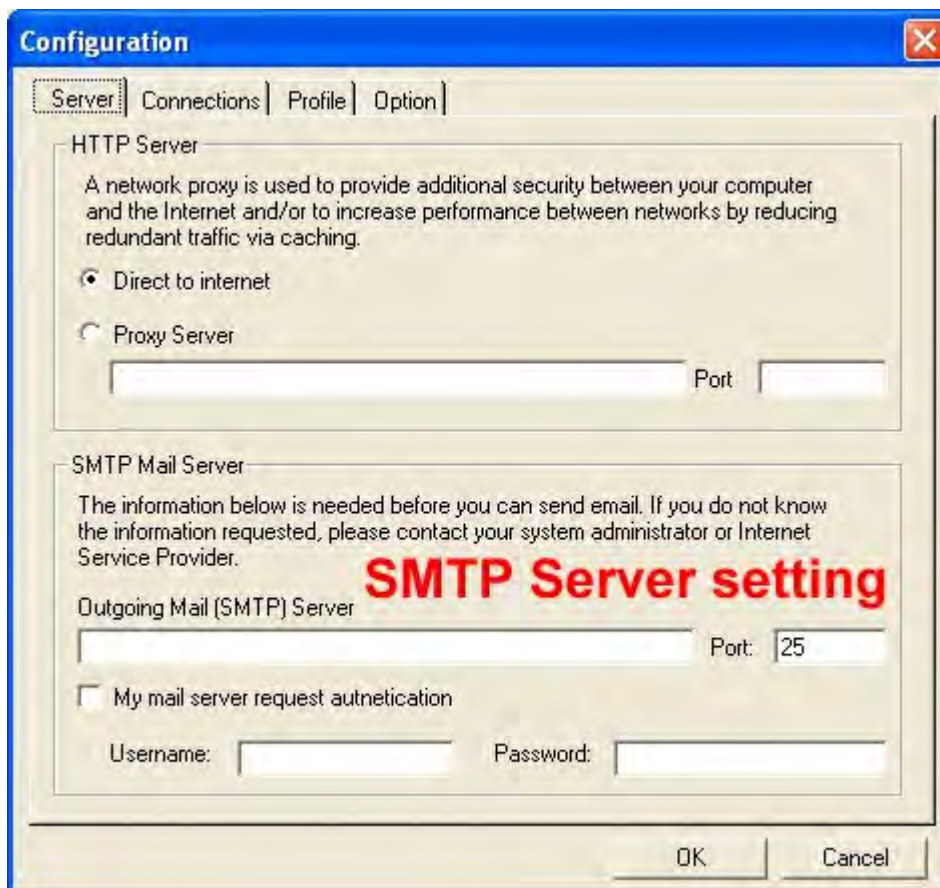 Configuration
Server Connections Profile Option
HTTP Server
A network proxy is used to provide additional security between your computer
and the Internet and/or to increase performance between networks by reducing
redundant traffic via caching.
Direct to internet
Proxy Server
Port
SMTP Mail Server
The information below is needed before you can send email. If you do not know
the information requested, please contact your system administrator or Internet
Service Provider.
SMTP Server setting
Outgoing Mail (SMTP) Server
Port: 25
My mail server request autnetication
Username: Password:
OK Cancel